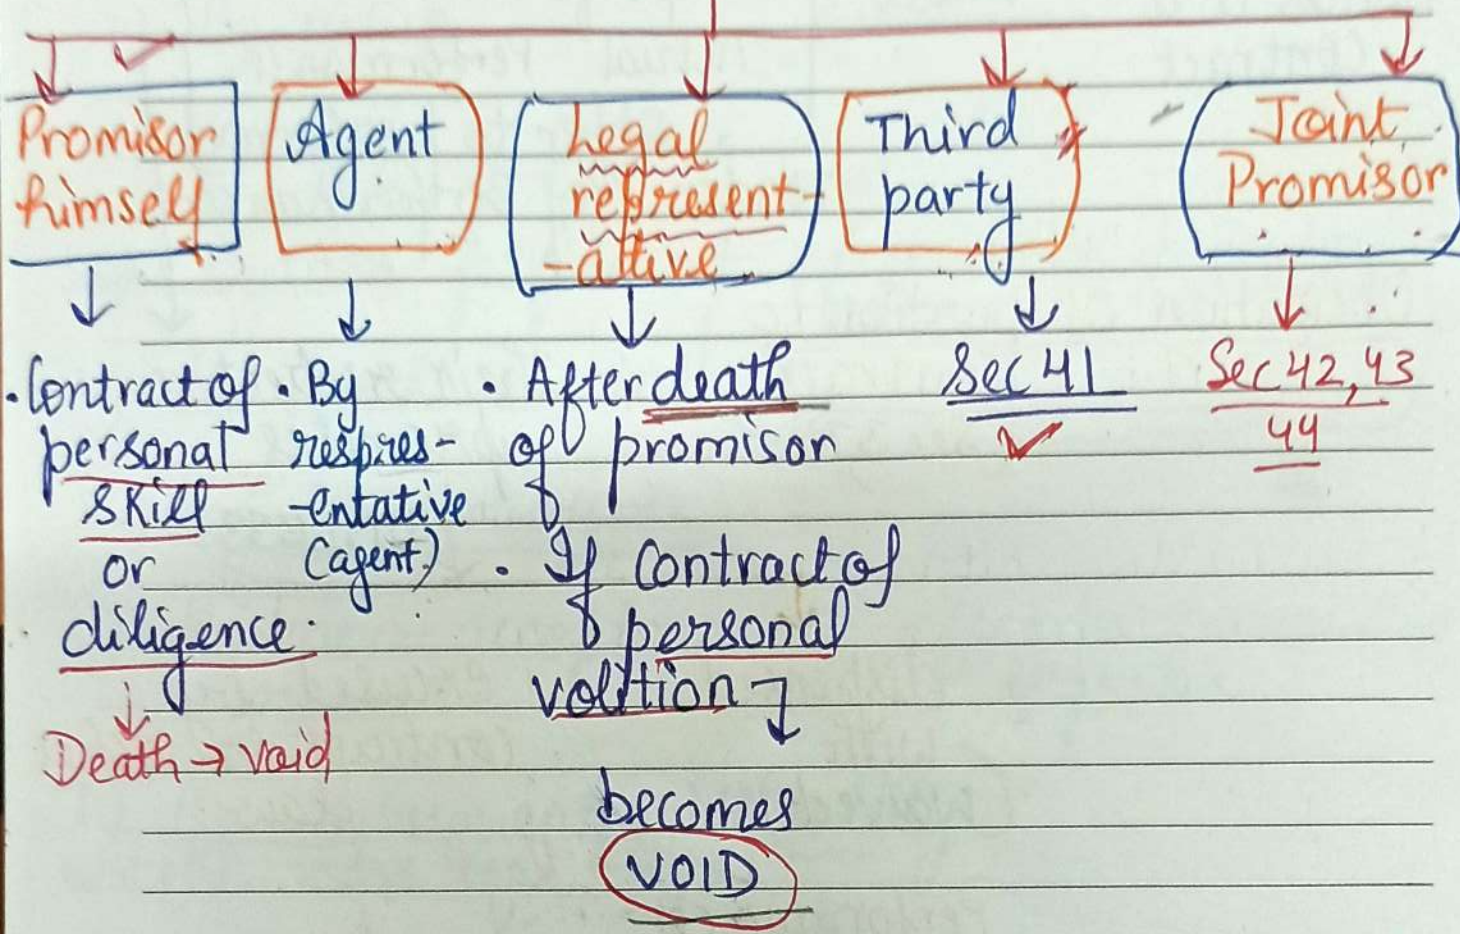 Promisor
himself
Agent
Legal
represent-
-ative
Third
party
Joint
Promisor
. Contract of
personal
skill
or
diligence.
Death → void
. By
respres-
-entative
(agent)
. After death
of promisor
. If contract of
personal
volition
becomes
VOID
Sec 41
Sec 42, 43
44